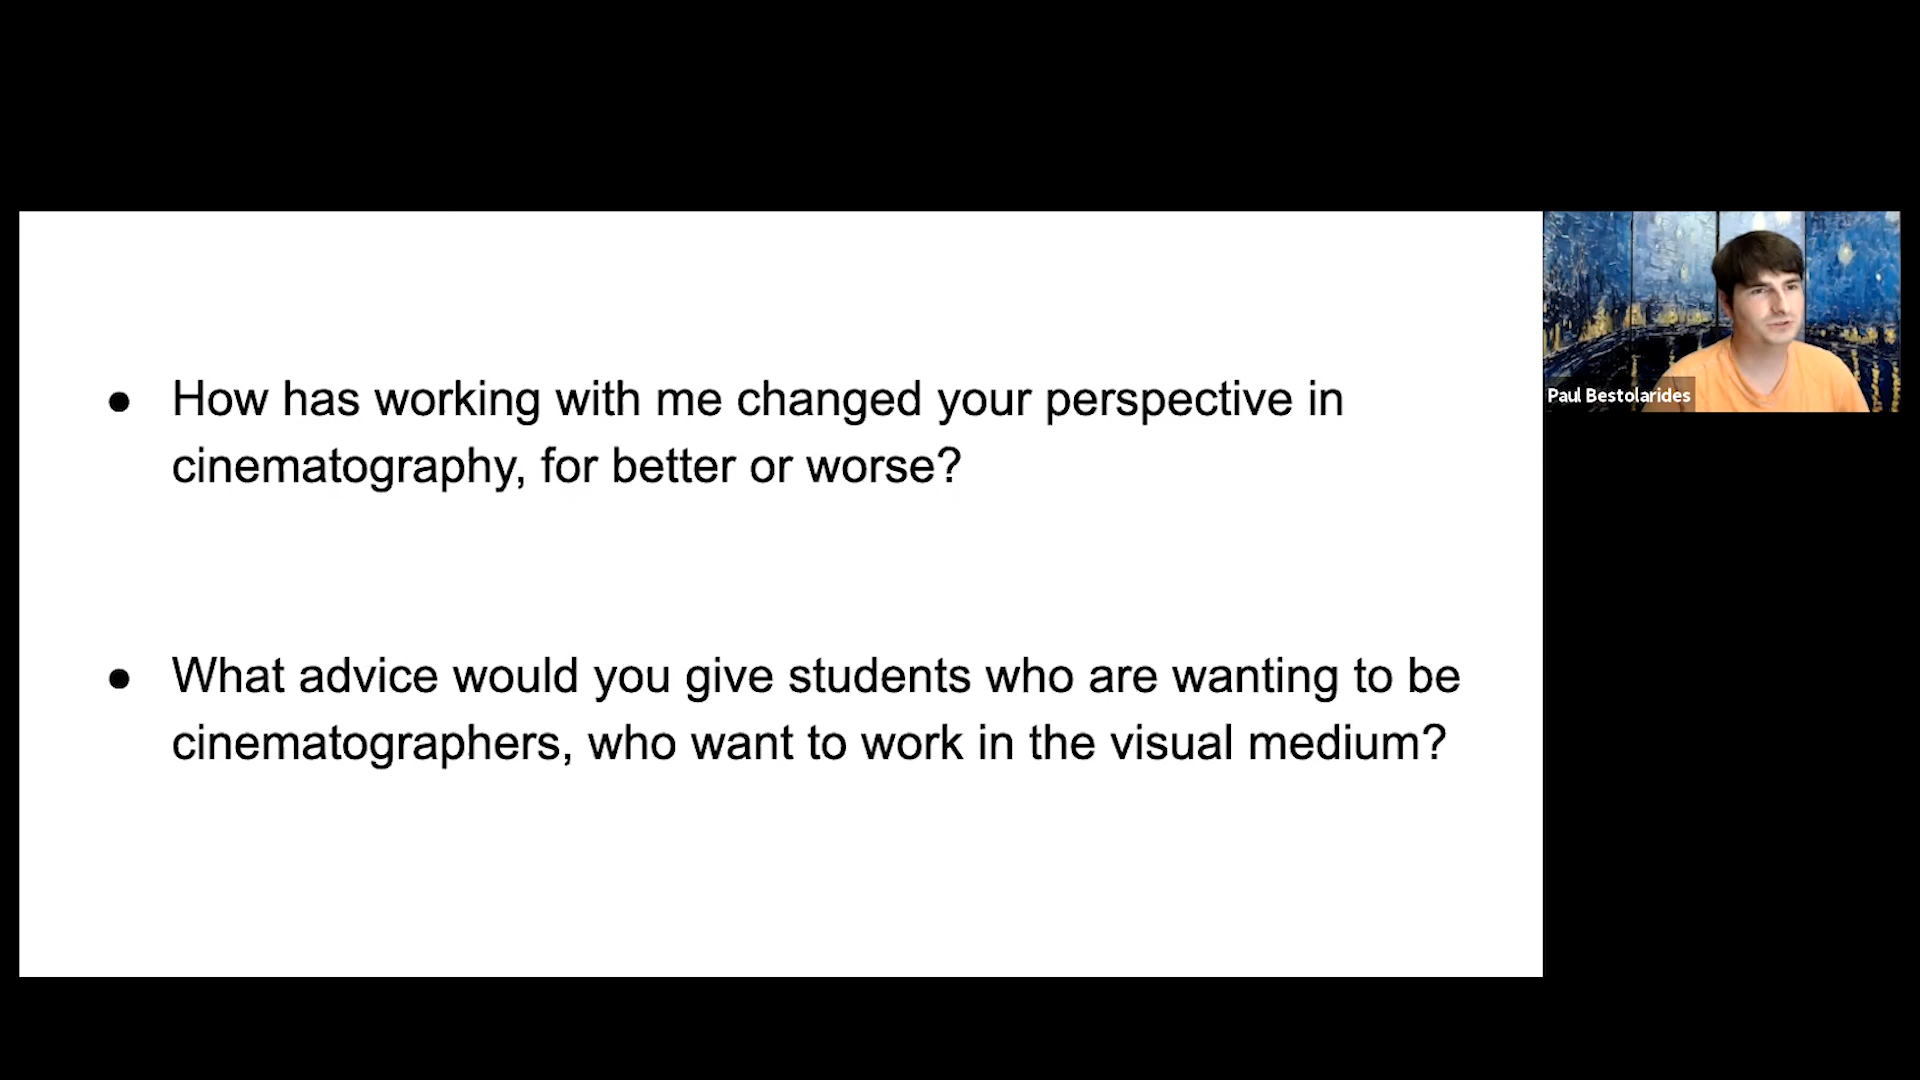 ● How has working with me changed your perspective in
cinematography, for better or worse?
● What advice would you give students who are wanting to be
cinematographers, who want to work in the visual medium?
Paul Bestolarides